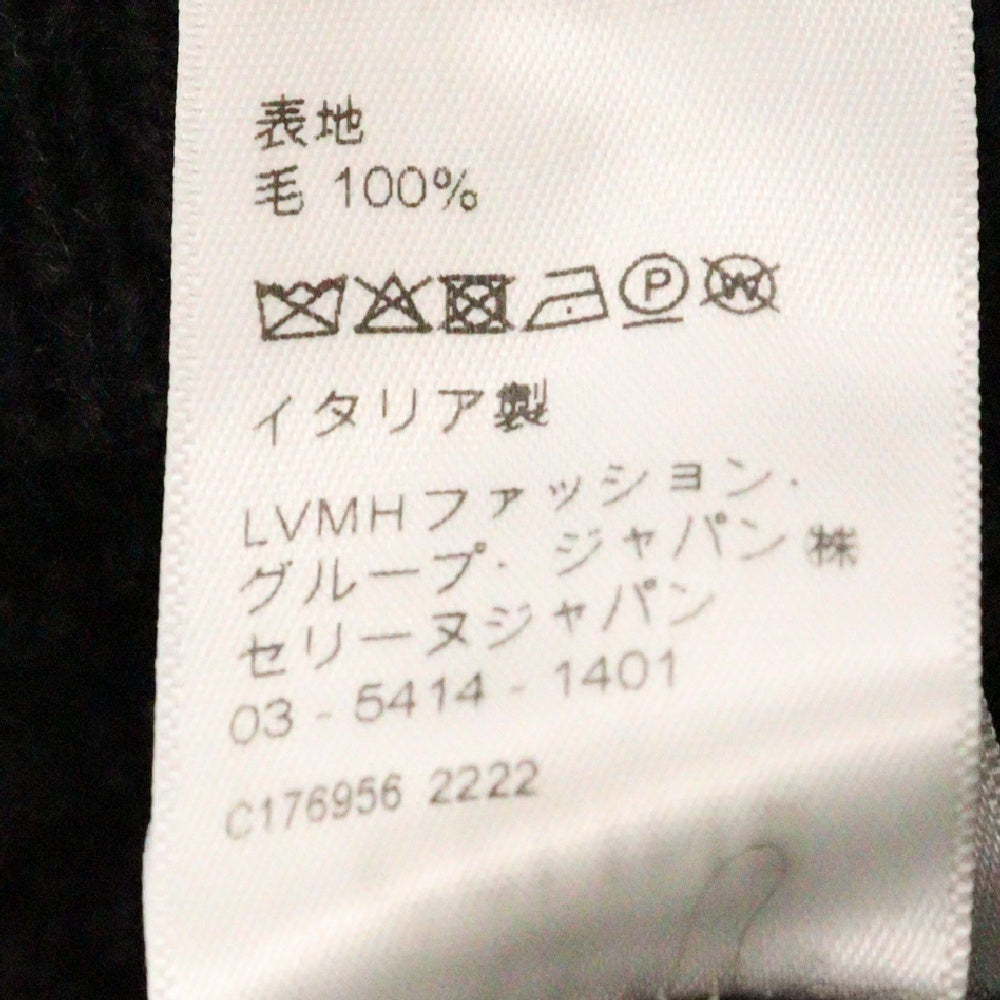 表地
毛 100%
P W
イタリア製
LVMHファッション・
グループ・ジャパン㈱
セリーヌジャパン
03 - 5414 - 1401
C176956 2222